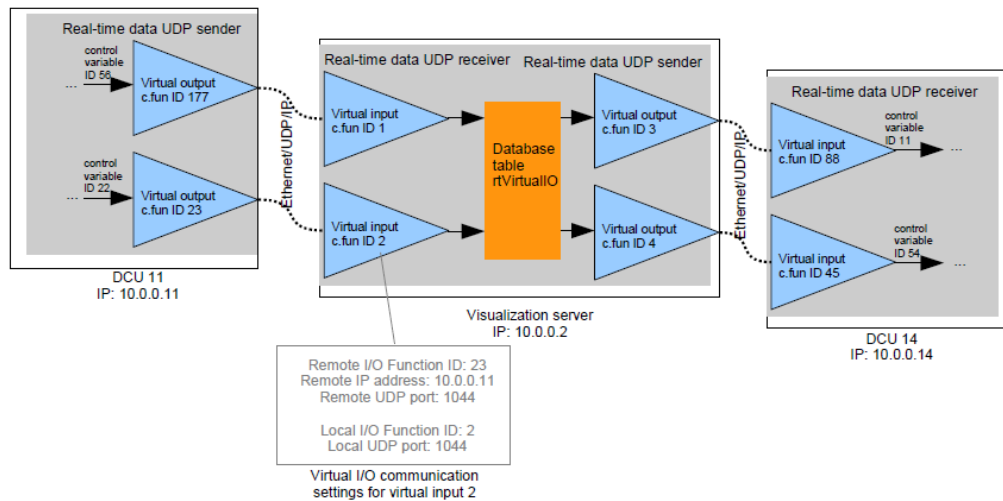 Real-time data UDP sender
control
variable
ID 56
...
Virtual output
c.fun ID 177
control
variable
ID 22
...
Virtual output
c.fun ID 23
DCU 11
IP: 10.0.0.11
Ethernet/UDP/IP
Real-time data UDP receiver
Virtual input
c.fun ID 1
Virtual input
c.fun ID 2
Database
table
rtVirtualIO
Real-time data UDP sender
Virtual output
c.fun ID 3
Virtual output
c.fun ID 4
Visualization server
IP: 10.0.0.2
Ethernet/UDP/IP
Real-time data UDP receiver
Virtual input
c.fun ID 88
control
variable
ID 11
...
Virtual input
c.fun ID 45
control
variable
ID 54
...
DCU 14
IP: 10.0.0.14
Remote I/O Function ID: 23
Remote IP address: 10.0.0.11
Remote UDP port: 1044
Local I/O Function ID: 2
Local UDP port: 1044
Virtual I/O communication
settings for virtual input 2